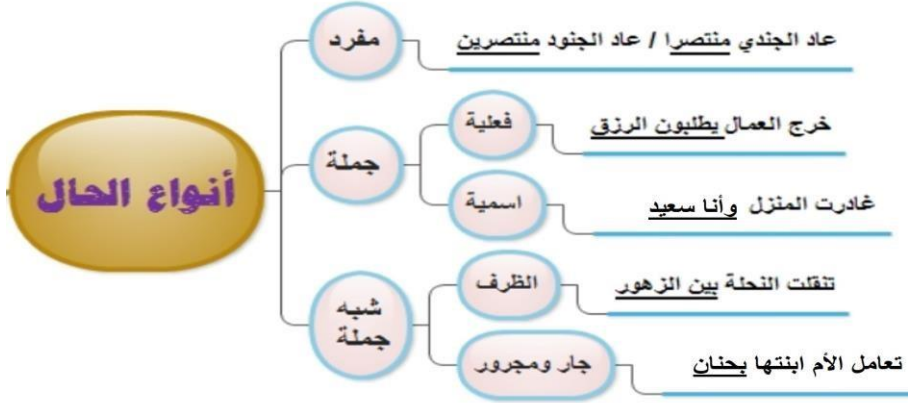 أنواع الحال
مفرد
عاد الجندي منتصرا / عاد الجنود منتصرين
جملة
فعلية
خرج العمال يطلبون الرزق
اسمية
غادرت المنزل وأنا سعيد
شبه
جملة
الظرف
تنقلت النحلة بين الزهور
جار ومجرور
تعامل الأم ابنتها بحنان